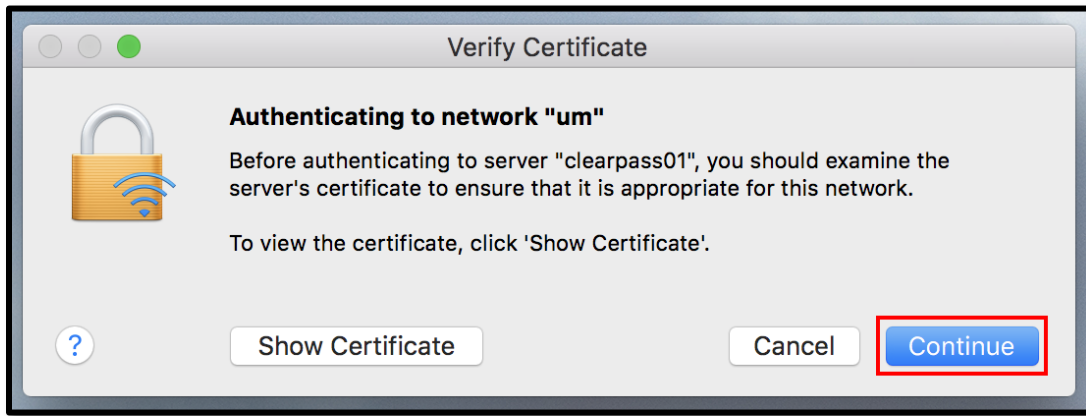 Verify Certificate
Authenticating to network "um"
Before authenticating to server "clearpass01", you should examine the
server's certificate to ensure that it is appropriate for this network.
To view the certificate, click 'Show Certificate'.
?
Show Certificate
Cancel
Continue